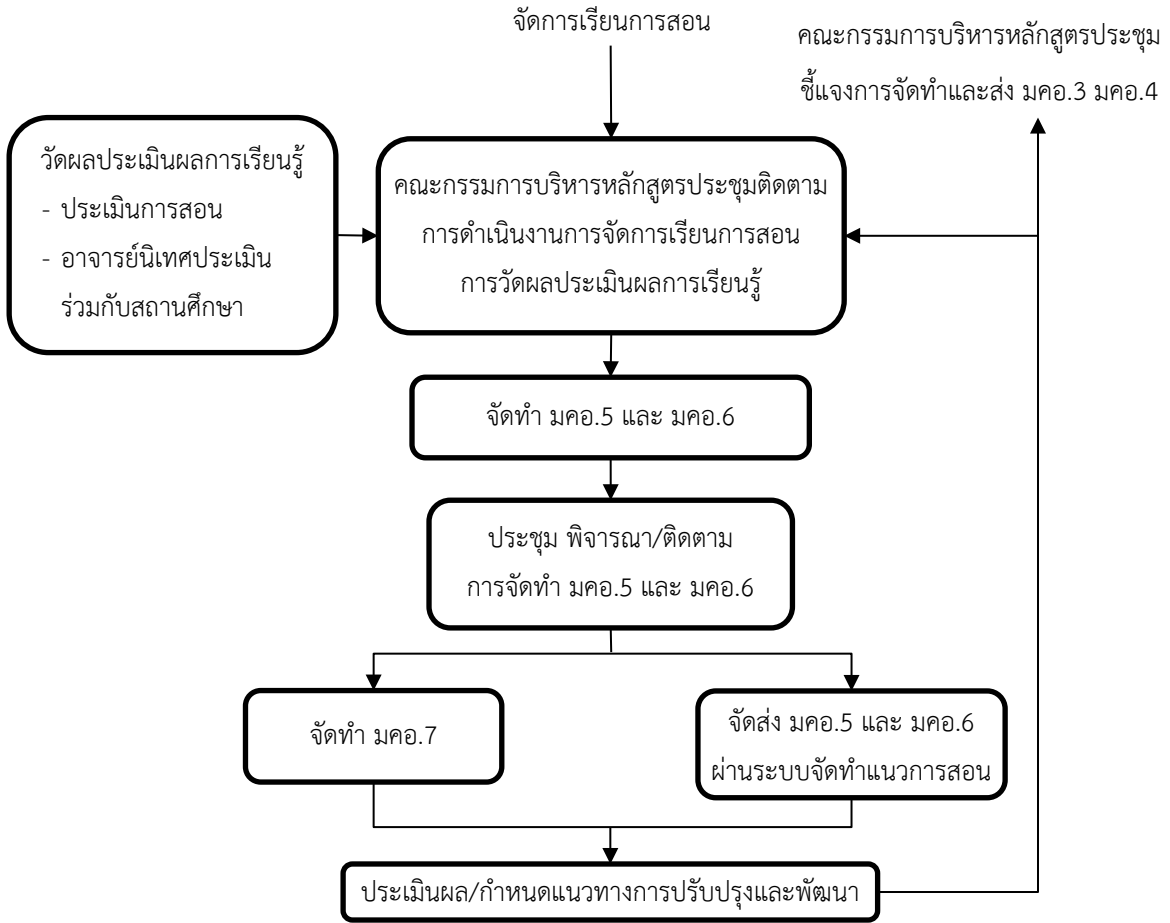 จัดการเรียนการสอน
คณะกรรมการบริหารหลักสูตรประชุม
ชี้แจงการจัดทำและส่ง มคอ.3 มคอ.4
วัดผลประเมินผลการเรียนรู้
- ประเมินการสอน
- อาจารย์นิเทศประเมิน
ร่วมกับสถานศึกษา
คณะกรรมการบริหารหลักสูตรประชุมติดตาม
การดำเนินงานการจัดการเรียนการสอน
การวัดผลประเมินผลการเรียนรู้
จัดทำ มคอ.5 และ มคอ.6
ประชุม พิจารณา/ติดตาม
การจัดทำ มคอ.5 และ มคอ.6
จัดทำ มคอ.7
จัดส่ง มคอ.5 และ มคอ.6
ผ่านระบบจัดทำแนวการสอน
ประเมินผล/กำหนดแนวทางการปรับปรุงและพัฒนา